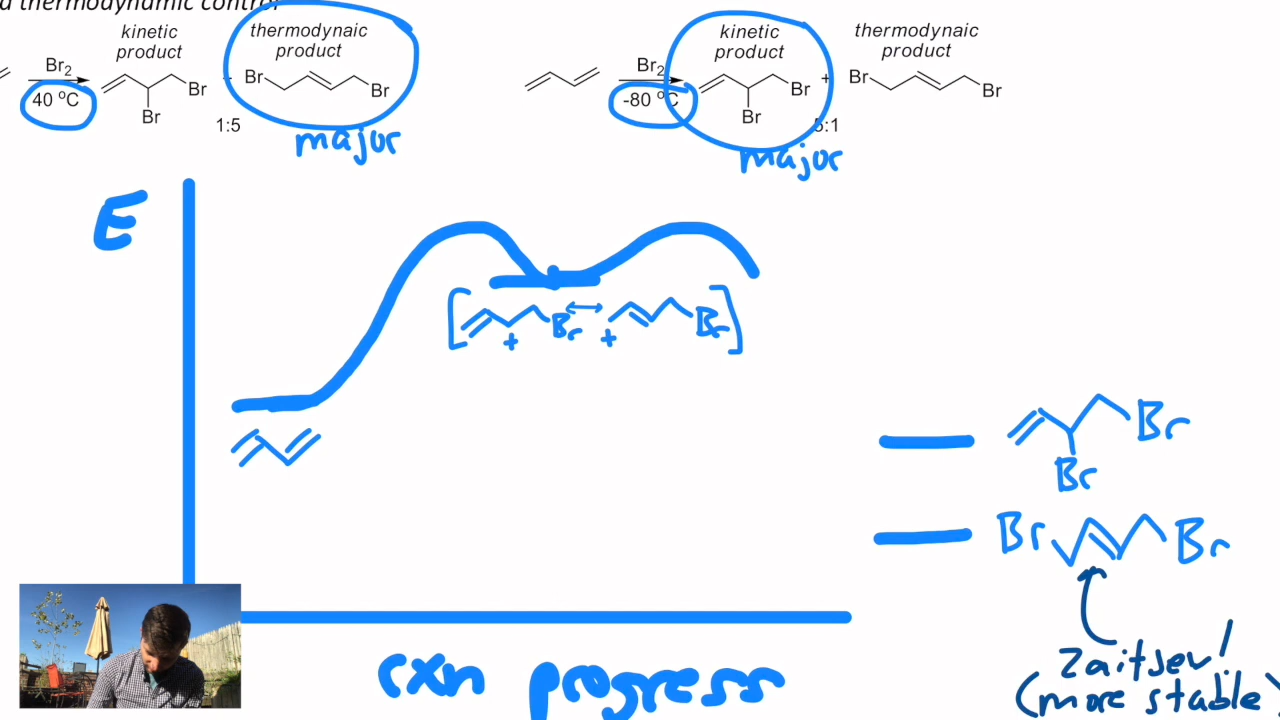 d thermodynamic control
kinetic
product
thermodynaic
product
Br2
40 ºC
Br
Br
+
Br
Br
1:5
major
kinetic
product
thermodynaic
product
Br2
-80 ºC
Br
Br
+
Br
Br
5:1
major
E
[ + Br ↔ + Br ]
Br
Br
Br
Br
Zaitsev!
(more stable)
rxn progress